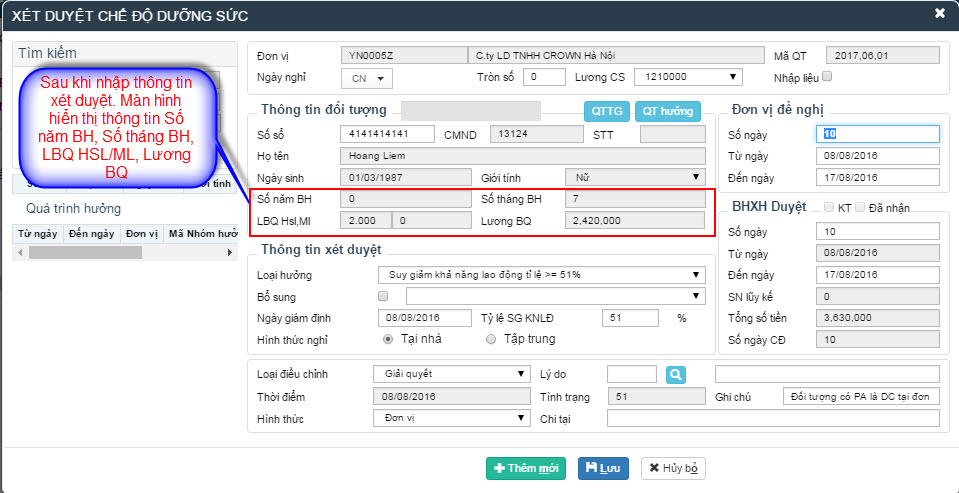 XÉT DUYỆT CHẾ ĐỘ DƯỠNG SỨC
Tìm kiếm
Sau khi nhập thông tin
xét duyệt. Màn hình
hiển thị thông tin Số
năm BH, Số tháng BH,
LBQ HSL/ML, Lương
BQ
Quá trình hưởng
Từ ngày Đến ngày Đơn vị Mã Nhóm hưở
Đơn vị YN0005Z C.ty LD TNHH CROWN Hà Nội Mã QT 2017,06,01
Ngày nghỉ CN Tròn số 0 Lương CS 1210000 Nhập liệu
Thông tin đối tượng QTTG QT hưởng
Số sổ 4141414141 CMND 13124 STT
Họ tên Hoang Liem
Ngày sinh 01/03/1987 Giới tính Nữ
Số năm BH 0 Số tháng BH 7
LBQ Hsl,Ml 2.000 0 Lương BQ 2,420,000
Đơn vị đề nghị
Số ngày 10
Từ ngày 08/08/2016
Đến ngày 17/08/2016
BHXH Duyệt KT Đã nhận
Số ngày 10
Từ ngày 08/08/2016
Đến ngày 17/08/2016
SN lũy kế 0
Tổng số tiền 3,630,000
Số ngày CĐ 10
Thông tin xét duyệt
Loại hưởng Suy giảm khả năng lao động tỉ lệ >= 51%
Bổ sung
Ngày giám định 08/08/2016 Tỷ lệ SG KNLĐ 51 %
Hình thức nghỉ Tại nhà Tập trung
Loại điều chỉnh Giải quyết Lý do
Thời điểm 08/08/2016 Tình trạng 51 Ghi chú Đối tượng có PA là DC tại đơn
Hình thức Đơn vị Chi tại
Thêm mới Lưu Hủy bỏ